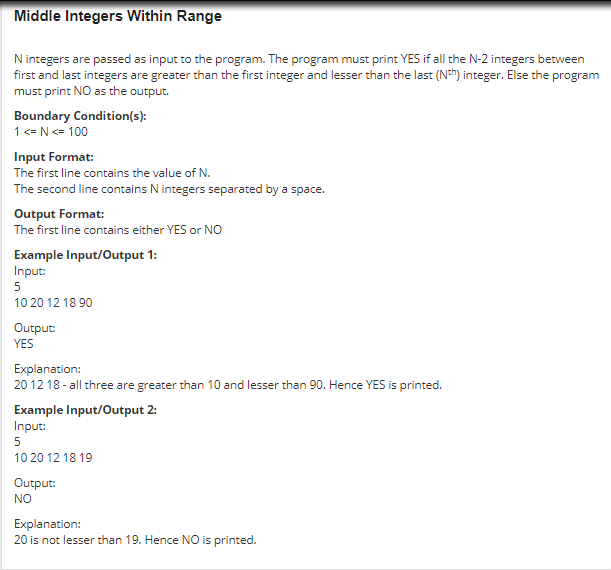 Middle Integers Within Range
N integers are passed as input to the program. The program must print YES if all the N-2 integers between
first and last integers are greater than the first integer and lesser than the last (Nth) integer. Else the program
must print NO as the output.
Boundary Condition(s):
1 <= N <= 100
Input Format:
The first line contains the value of N.
The second line contains N integers separated by a space.
Output Format:
The first line contains either YES or NO
Example Input/Output 1:
Input:
5
10 20 12 18 90
Output:
YES
Explanation:
20 12 18 - all three are greater than 10 and lesser than 90. Hence YES is printed.
Example Input/Output 2:
Input:
5
10 20 12 18 19
Output:
NO
Explanation:
20 is not lesser than 19. Hence NO is printed.